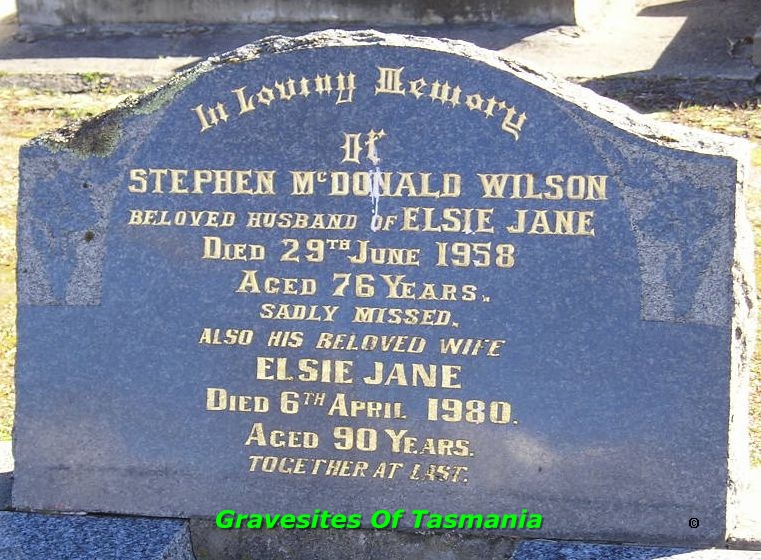 In Loving Memory
Of
STEPHEN McDONALD WILSON
BELOVED HUSBAND OF ELSIE JANE
DIED 29TH JUNE 1958
AGED 76 YEARS.
SADLY MISSED.
ALSO HIS BELOVED WIFE
ELSIE JANE
DIED 6TH APRIL 1980.
AGED 90 YEARS.
TOGETHER AT LAST.
Gravesites Of Tasmania
©